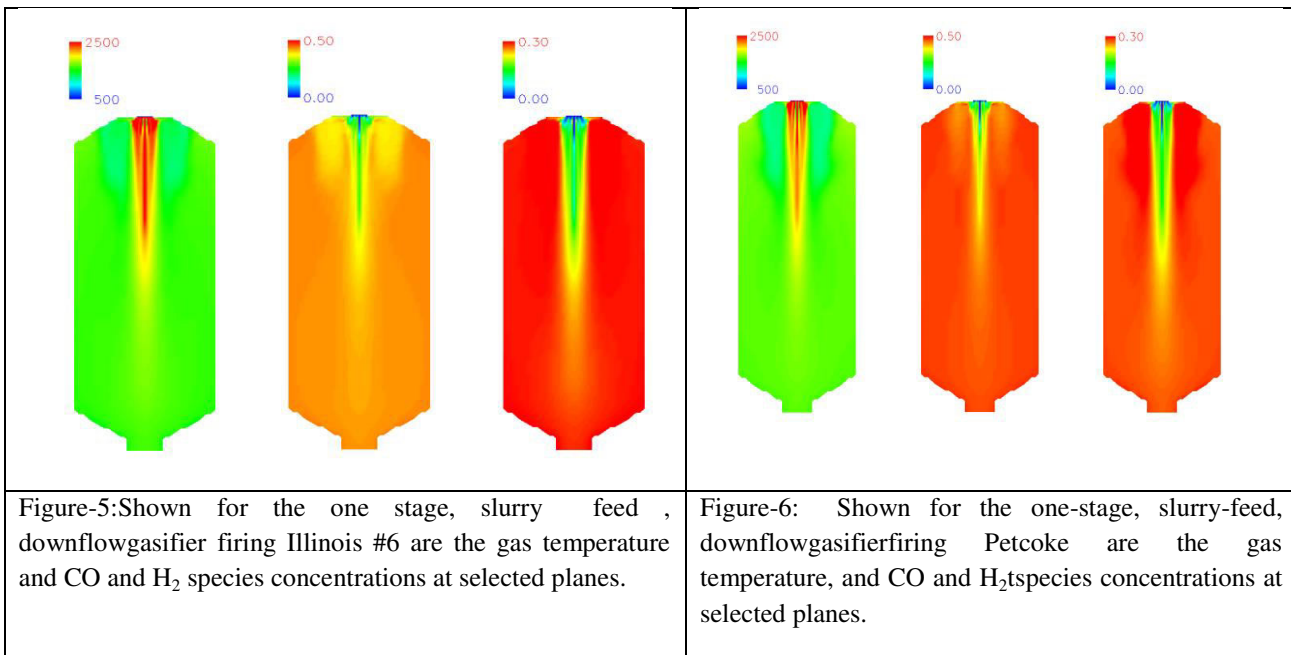 2500
500
0.50
0.00
0.30
0.00
2500
500
0.50
0.00
0.30
0.00
Figure-5:Shown for the one stage, slurry feed ,
downflowgasifier firing Illinois #6 are the gas temperature
and CO and H₂ species concentrations at selected planes.
Figure-6: Shown for the one-stage, slurry-feed,
downflowgasifierfiring Petcoke are the gas
temperature, and CO and H₂tspecies concentrations at
selected planes.